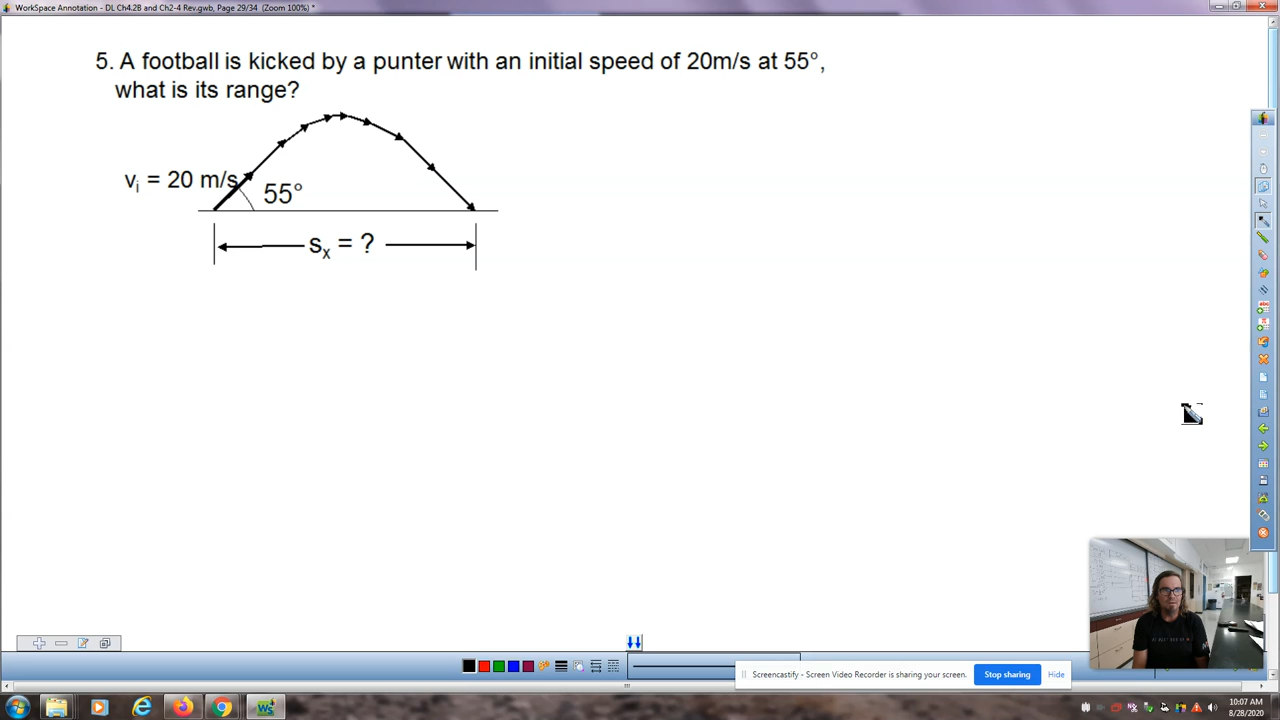 WorkSpace Annotation - DL Ch4.2B and Ch2-4 Rev.gwb, Page 29/34 (Zoom 100%) *
5. A football is kicked by a punter with an initial speed of 20m/s at 55°,
what is its range?
vi = 20 m/s
55°
sx = ?
Screencastify - Screen Video Recorder is sharing your screen.
Stop sharing
Hide
10:07 AM
8/28/2020